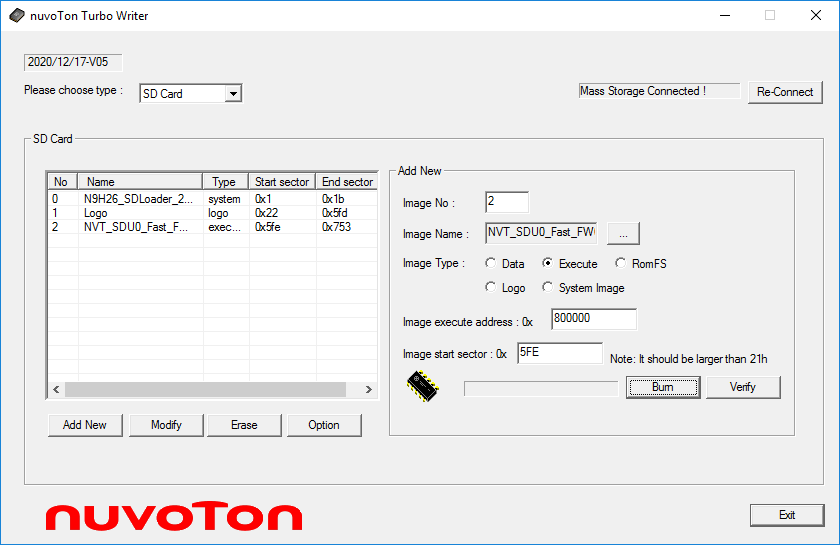 nuvoTon Turbo Writer
2020/12/17-V05
Please choose type :
SD Card
Mass Storage Connected !
Re-Connect
SD Card
No Name Type Start sector End sector
0 N9H26_SDLoader_2... system 0x1 0x1b
1 Logo logo 0x22 0x5fd
2 NVT_SDU0_Fast_F... exec... 0x5fe 0x753
Add New
Modify
Erase
Option
Add New
Image No :
2
Image Name :
NVT_SDU0_Fast_FW
...
Image Type :
Data
Execute
RomFS
Logo
System Image
Image execute address : 0x
800000
Image start sector : 0x
5FE
Note: It should be larger than 21h
Burn
Verify
nuvoTon
Exit